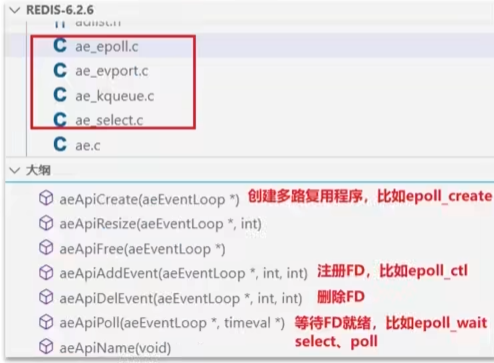 REDIS-6.2.6
adlist.h
C ae_epoll.c
C ae_evport.c
C ae_kqueue.c
C ae_select.c
C ae.c
大纲
aeApiCreate(aeEventLoop *) 创建多路复用程序，比如epoll_create
aeApiResize(aeEventLoop *, int)
aeApiFree(aeEventLoop *)
aeApiAddEvent(aeEventLoop *, int, int) 注册FD，比如epoll_ctl
aeApiDelEvent(aeEventLoop *, int, int) 删除FD
aeApiPoll(aeEventLoop *, timeval *) 等待FD就绪，比如epoll_wait
select、poll
aeApiName(void)